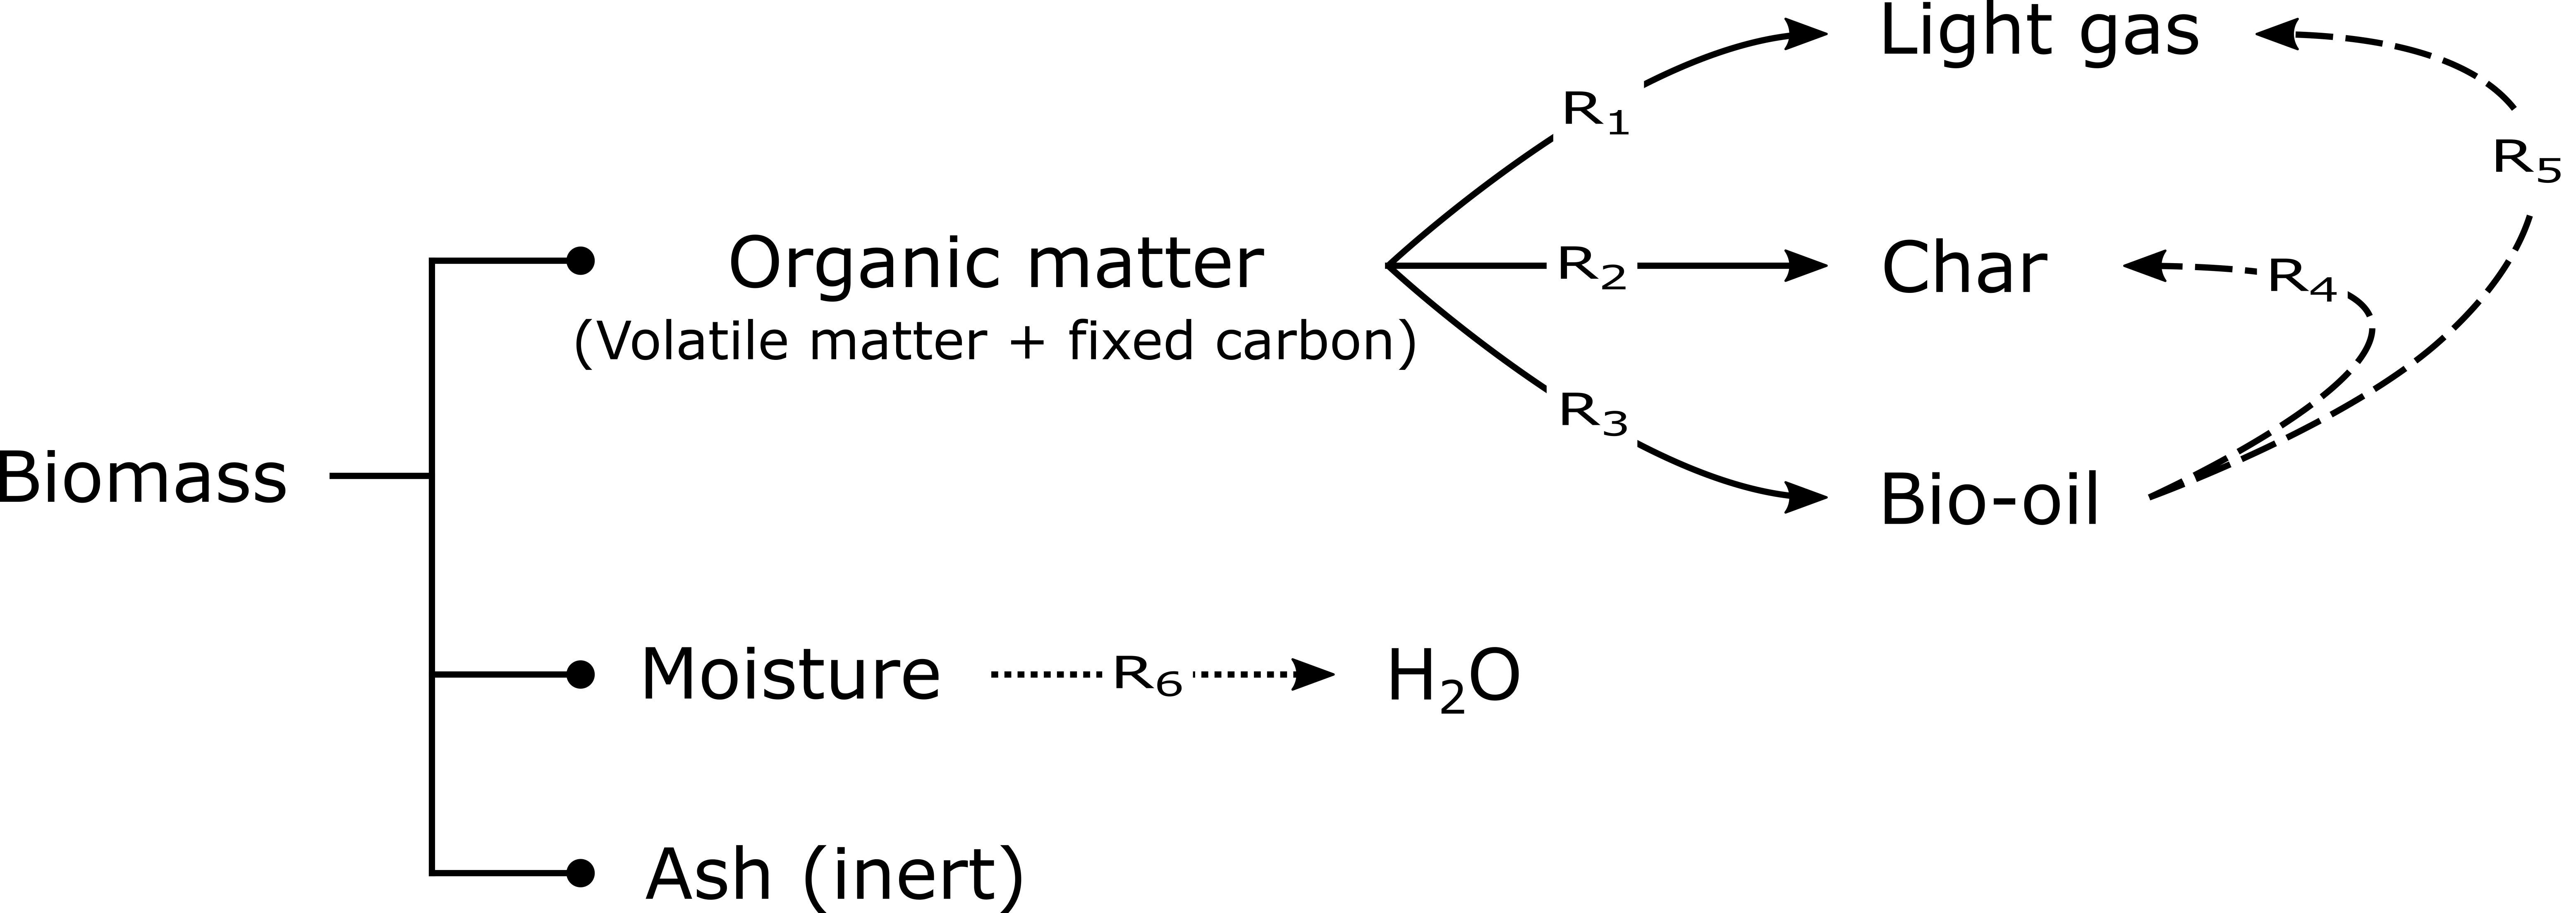 Light gas
R₁
R₅
Organic matter
(Volatile matter + fixed carbon)
R₂
Char
R₄
R₃
Biomass
Bio-oil
Moisture
R₆
H₂O
Ash (inert)